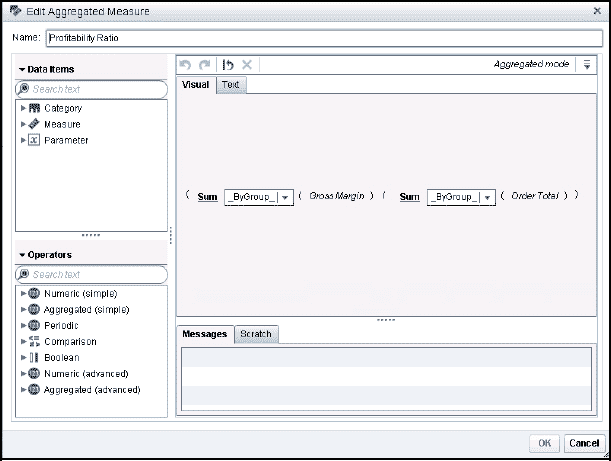 Edit Aggregated Measure
Name: Profitability Ratio
Data Items
Search text
Category
Measure
x Parameter
Operators
Search text
Numeric (simple)
Aggregated (simple)
Periodic
Comparison
Boolean
Numeric (advanced)
Aggregated (advanced)
Aggregated mode
Visual Text
( Sum _ByGroup_ ( Gross Margin ) ( Sum _ByGroup_ ( Order Total ) )
Messages Scratch
OK Cancel